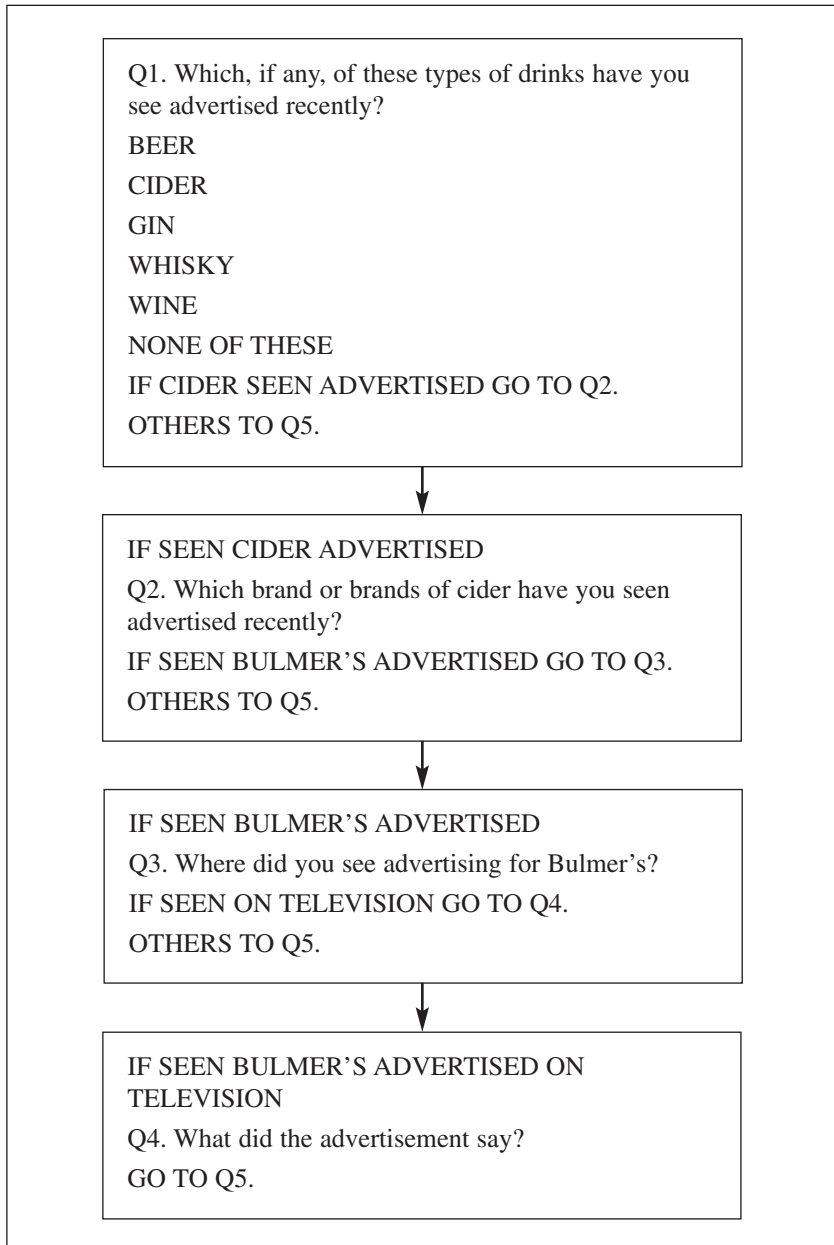 Q1. Which, if any, of these types of drinks have you
see advertised recently?
BEER
CIDER
GIN
WHISKY
WINE
NONE OF THESE
IF CIDER SEEN ADVERTISED GO TO Q2.
OTHERS TO Q5.
IF SEEN CIDER ADVERTISED
Q2. Which brand or brands of cider have you seen
advertised recently?
IF SEEN BULMER’S ADVERTISED GO TO Q3.
OTHERS TO Q5.
IF SEEN BULMER’S ADVERTISED
Q3. Where did you see advertising for Bulmer’s?
IF SEEN ON TELEVISION GO TO Q4.
OTHERS TO Q5.
IF SEEN BULMER’S ADVERTISED ON
TELEVISION
Q4. What did the advertisement say?
GO TO Q5.